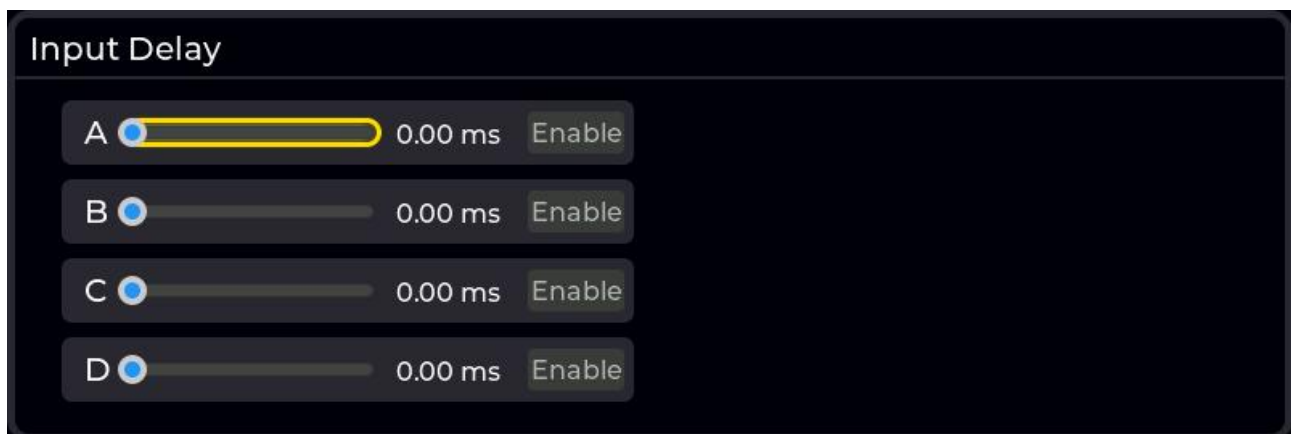 Input Delay
A 0.00 ms Enable
B 0.00 ms Enable
C 0.00 ms Enable
D 0.00 ms Enable